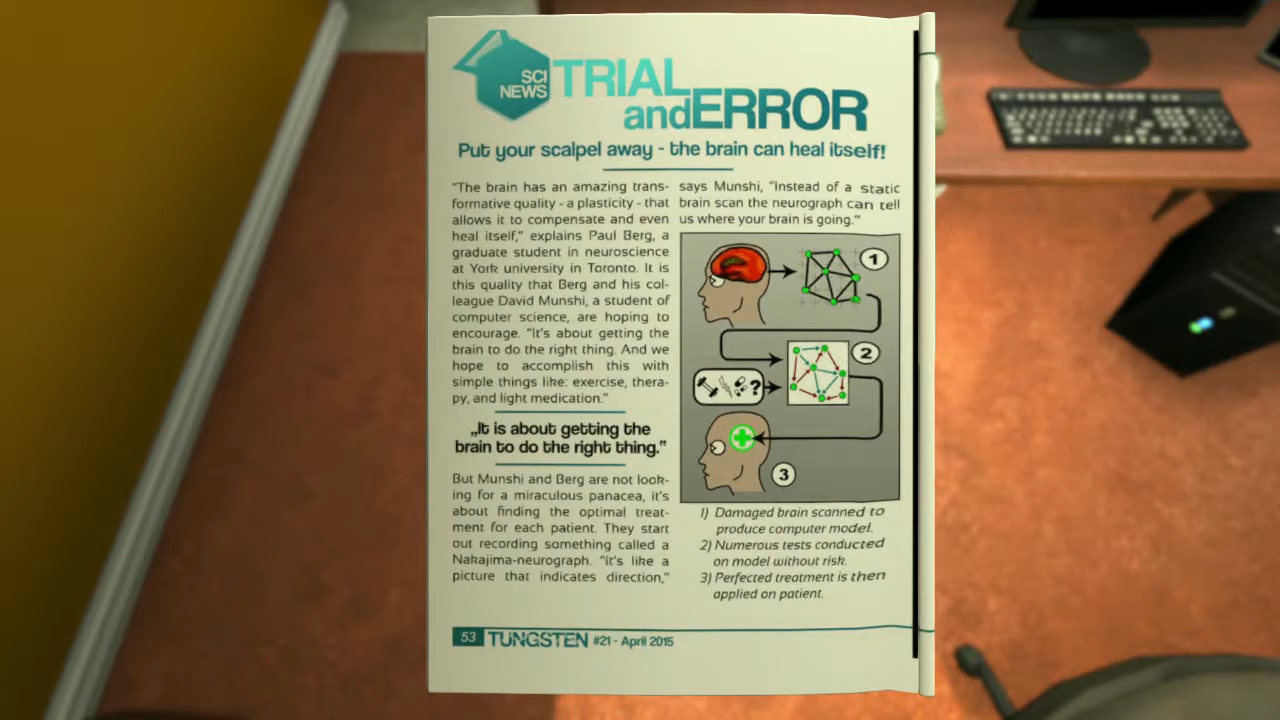 SCI
NEWS
TRIAL
andERROR
Put your scalpel away - the brain can heal itself!
"The brain has an amazing trans-
formative quality - a plasticity - that
allows it to compensate and even
heal itself," explains Paul Berg, a
graduate student in neuroscience
at York university in Toronto. It is
this quality that Berg and his col-
league David Munshi, a student of
computer science, are hoping to
encourage. "It's about getting the
brain to do the right thing. And we
hope to accomplish this with
simple things like: exercise, thera-
py, and light medication."
„It is about getting the
brain to do the right thing."
But Munshi and Berg are not look-
ing for a miraculous panacea, it's
about finding the optimal treat-
ment for each patient. They start
out recording something called a
Nakajima-neurograph. "It's like a
picture that indicates direction,"
says Munshi, "Instead of a static
brain scan the neurograph can tell
us where your brain is going."
1
2
?
3
1) Damaged brain scanned to
produce computer model.
2) Numerous tests conducted
on model without risk.
3) Perfected treatment is then
applied on patient.
53 TUNGSTEN #21 - April 2015